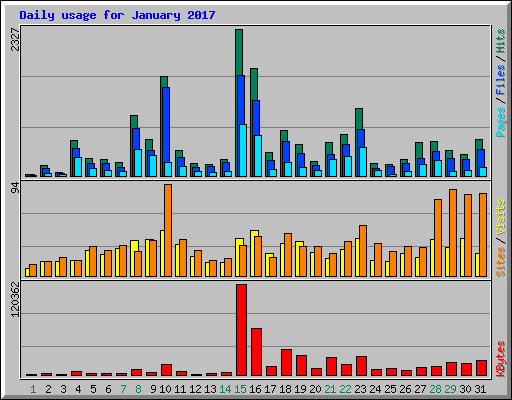 Daily usage for January 2017
2327
Pages / Files / Hits
94
Sites / Visits
120362
KBytes
1 2 3 4 5 6 7 8 9 10 11 12 13 14 15 16 17 18 19 20 21 22 23 24 25 26 27 28 29 30 31